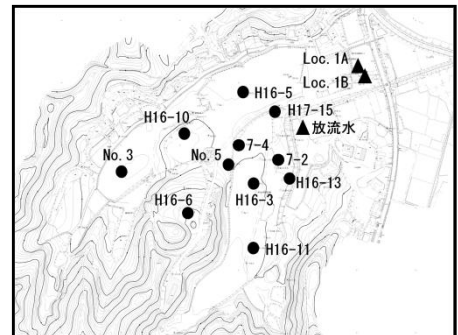 Loc. 1A
Loc. 1B
H16-5
H17-15
放流水
H16-10
7-4
No. 3
No. 5
7-2
H16-13
H16-3
H16-6
H16-11